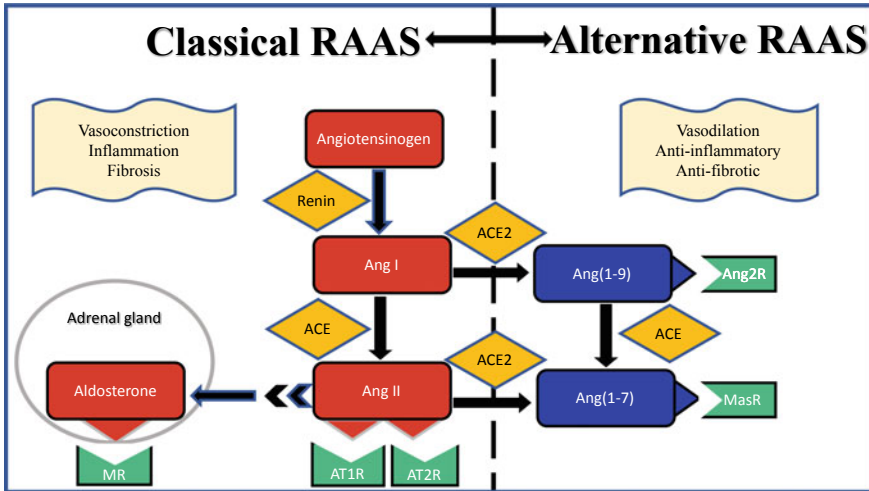 Classical RAAS
Alternative RAAS
Vasoconstriction
Inflammation
Fibrosis
Angiotensinogen
Vasodilation
Anti-inflammatory
Anti-fibrotic
Renin
ACE2
Ang I
Ang(1-9)
Ang2R
Adrenal gland
ACE
ACE
ACE2
Aldosterone
Ang II
Ang(1-7)
MasR
MR
AT1R
AT2R